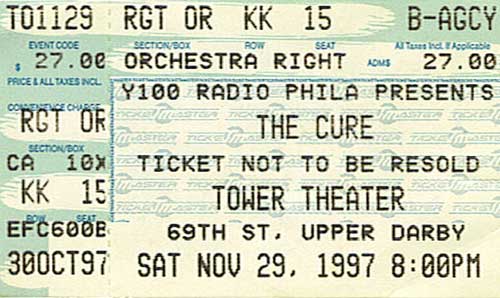 TO1129 RGT OR KK 15 B-AGCY
EVENT CODE SECTION/BOX ROW SEAT All Taxes Incl. If Applicable
$ 27.00 ORCHESTRA RIGHT ADM$ 27.00
PRICE & ALL TAXES INCL. Y100 RADIO PHILA PRESENTS
CONVENIENCE CHARGE
RGT OR THE CURE
SECTION/BOX
CA 10X TICKET NOT TO BE RESOLD
KK 15 TOWER THEATER
ROW SEAT
EFC600B 69TH ST, UPPER DARBY
30OCT97 SAT NOV 29, 1997 8:00PM